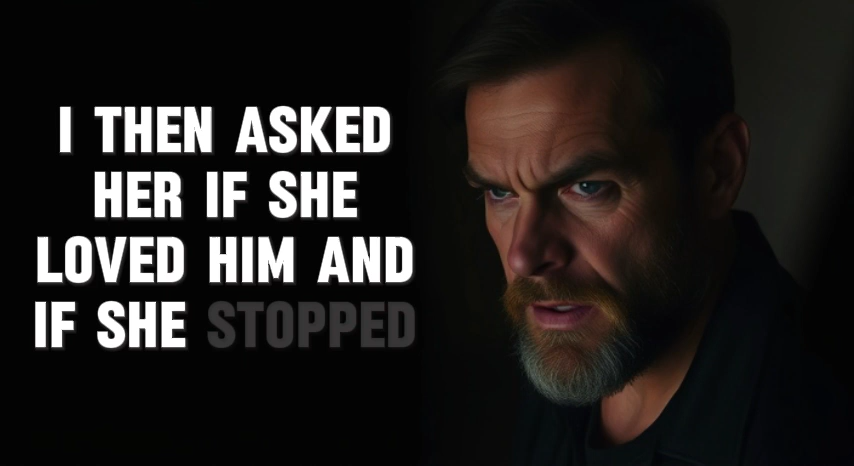 I THEN ASKED
HER IF SHE
LOVED HIM AND
IF SHE STOPPED